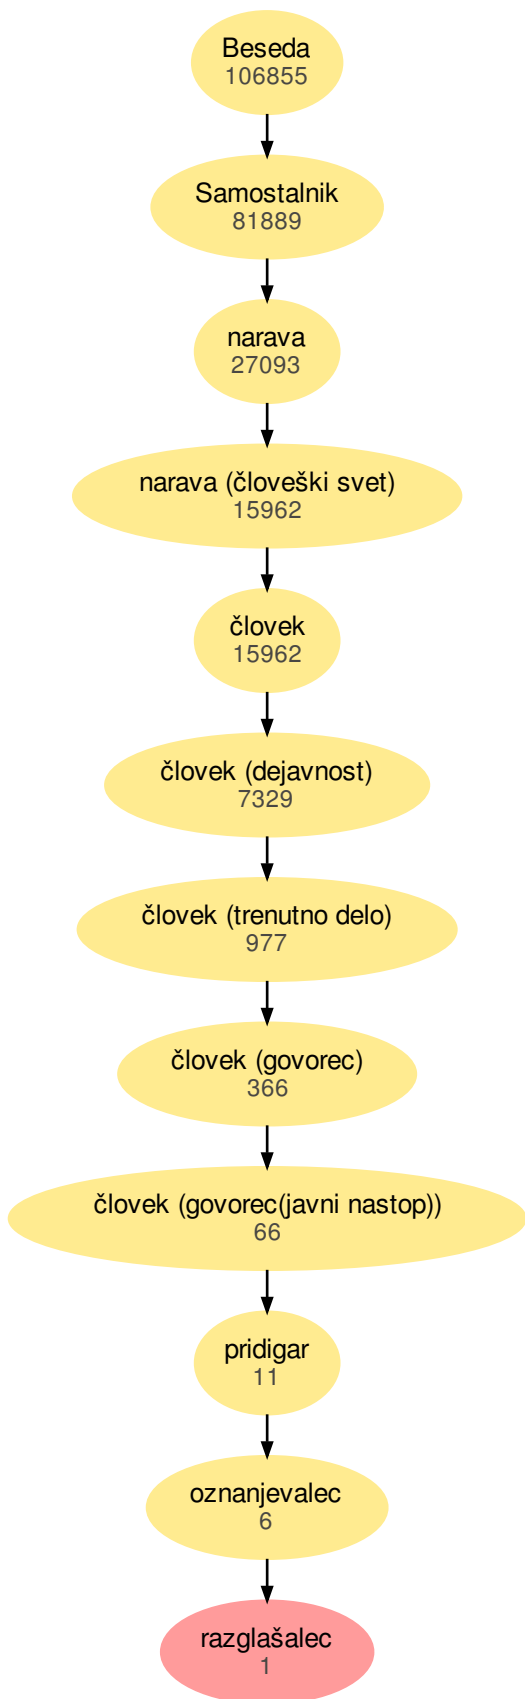 Beseda
106855
Samostalnik
81889
narava
27093
narava (človeški svet)
15962
človek
15962
človek (dejavnost)
7329
človek (trenutno delo)
977
človek (govorec)
366
človek (govorec(javni nastop))
66
pridigar
11
oznanjevalec
6
razglašalec
1